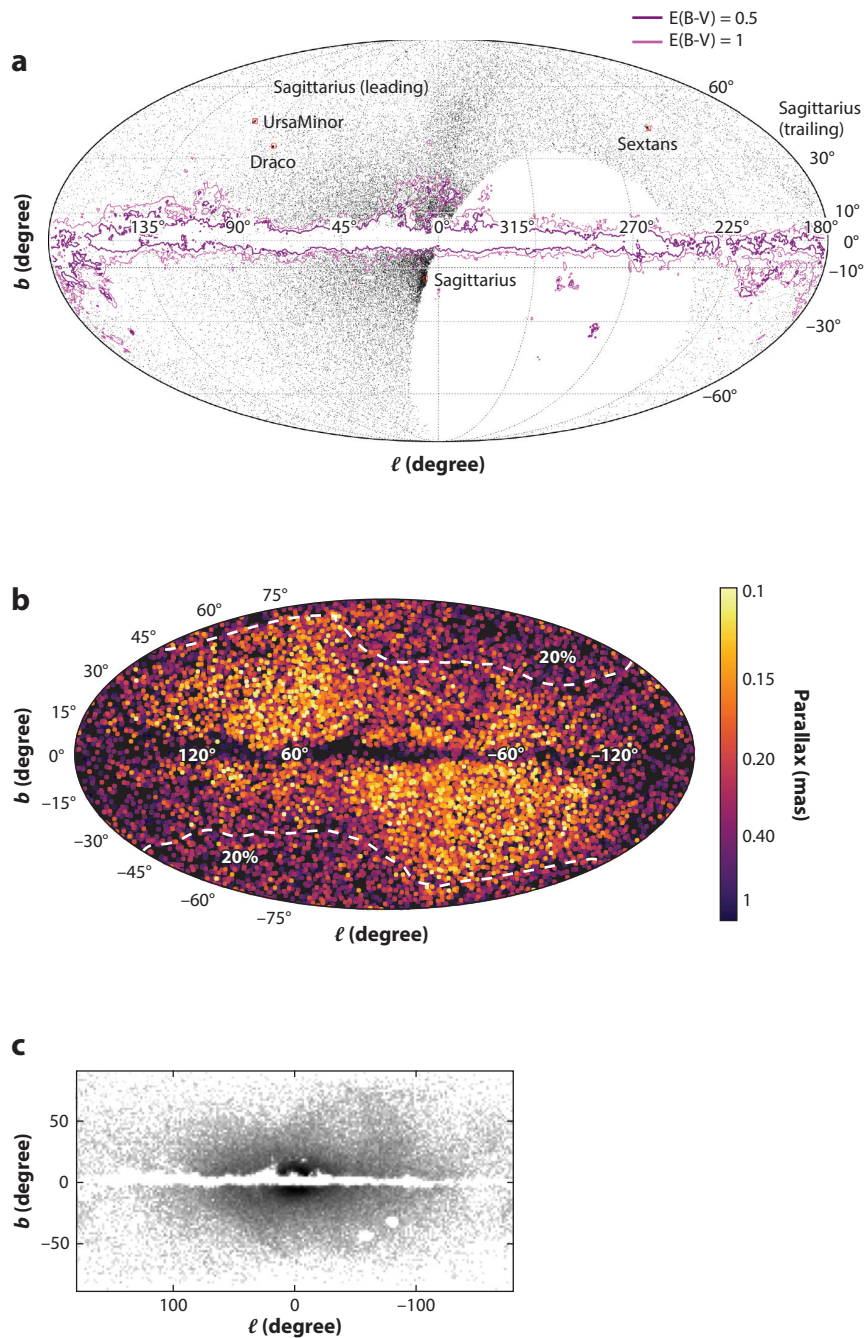 E(B-V) = 0.5
E(B-V) = 1
a
Sagittarius (leading)
60°
UrsaMinor
Sagittarius
(trailing)
Draco
Sextans
30°
10°
135° 90° 45° 0° 315° 270° 225° 180°
0°
−10°
Sagittarius
−30°
−60°
b (degree)
ℓ (degree)
b
75°
60°
45°
30°
15°
0°
−15°
−30°
−45°
−60°
−75°
20%
120° 60° −60° −120°
20%
b (degree)
ℓ (degree)
0.1
0.15
0.20
0.40
1
Parallax (mas)
c
50
0
−50
b (degree)
100 0 −100
ℓ (degree)